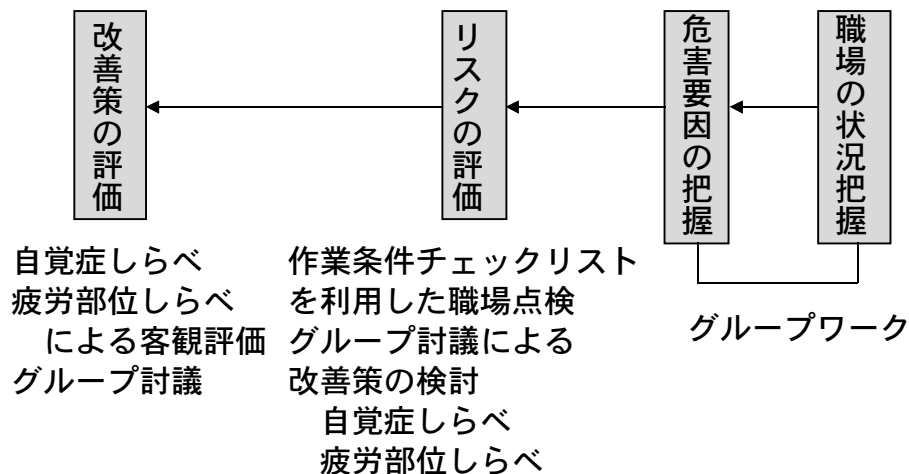 職場の状況把握
危害要因の把握
リスクの評価
改善策の評価
グループワーク
作業条件チェックリスト
を利用した職場点検
グループ討議による
改善策の検討
自覚症しらべ
疲労部位しらべ
自覚症しらべ
疲労部位しらべ
による客観評価
グループ討議